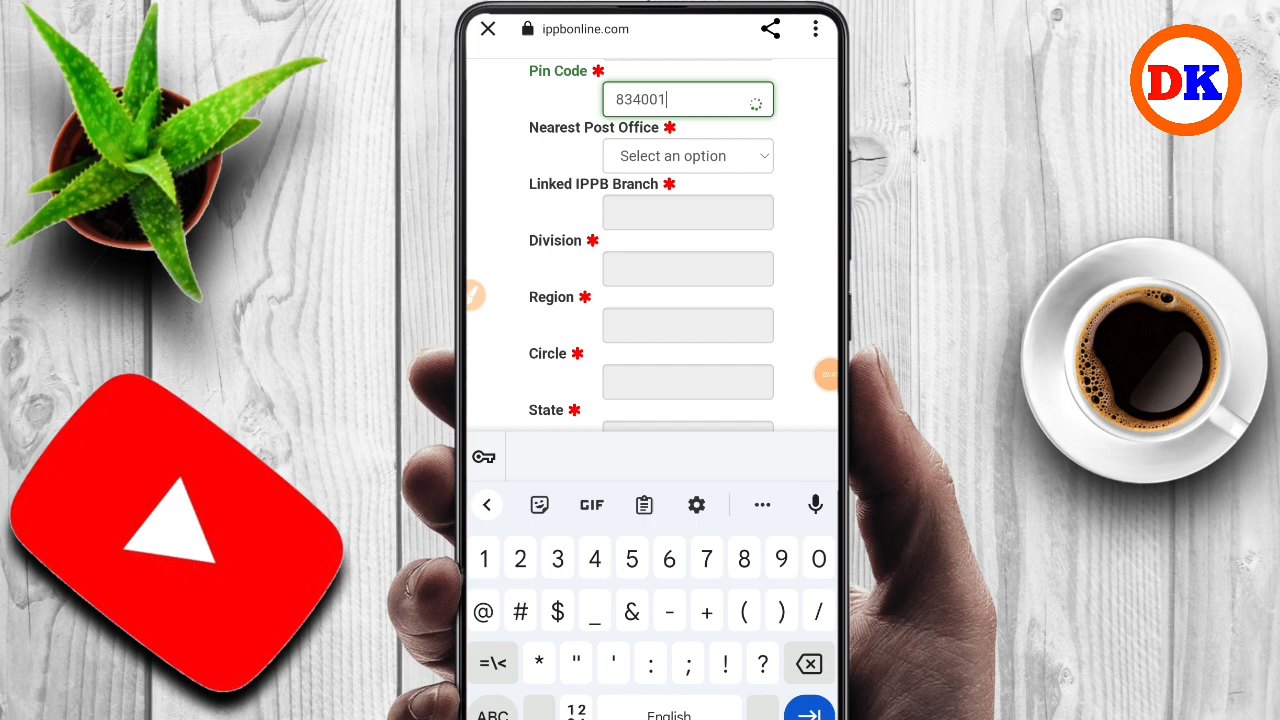 ippbonline.com
DK
Pin Code *
834001
Nearest Post Office *
Select an option
Linked IPPB Branch *
Division *
Region *
Circle *
State *
GIF
1 2 3 4 5 6 7 8 9 0
@ # $ _ & - + ( ) /
=\< * " ' : ; ! ?
ABC 12 English